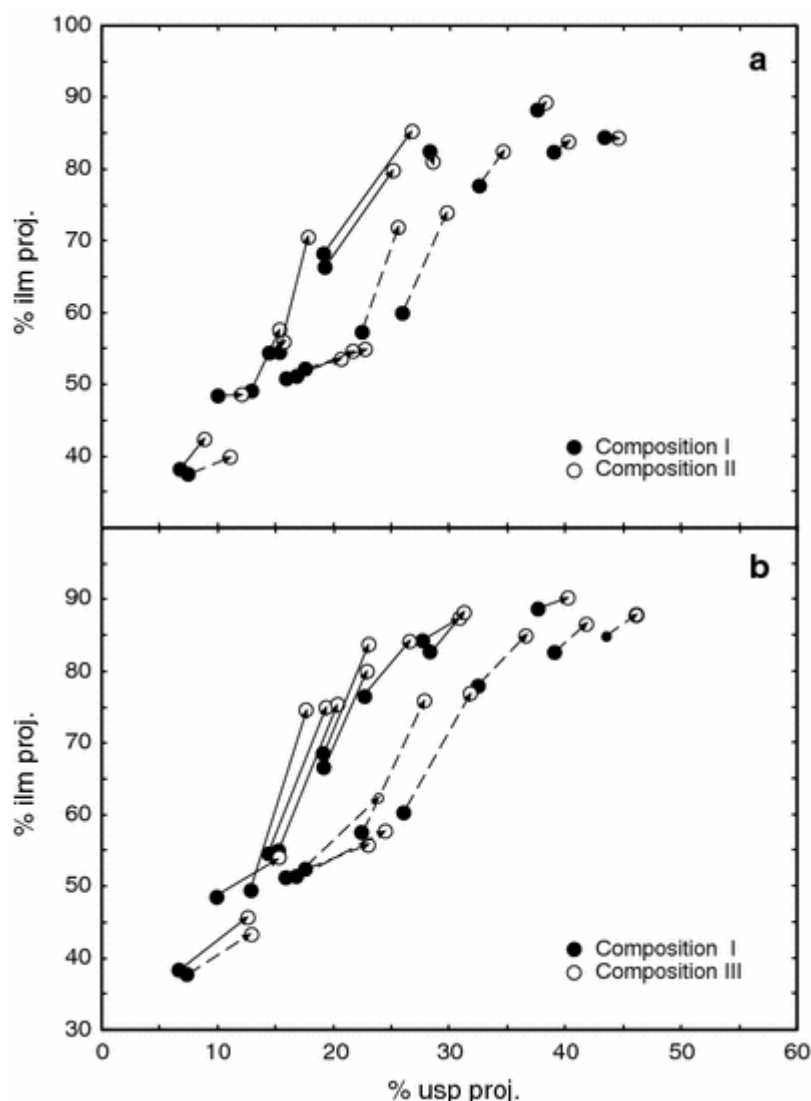 100
a
90
80
% ilm proj.
70
60
50
Composition I
40
Composition II
b
90
80
% ilm proj.
70
60
50
Composition I
40
Composition III
30
0 10 20 30 40 50 60
% usp proj.